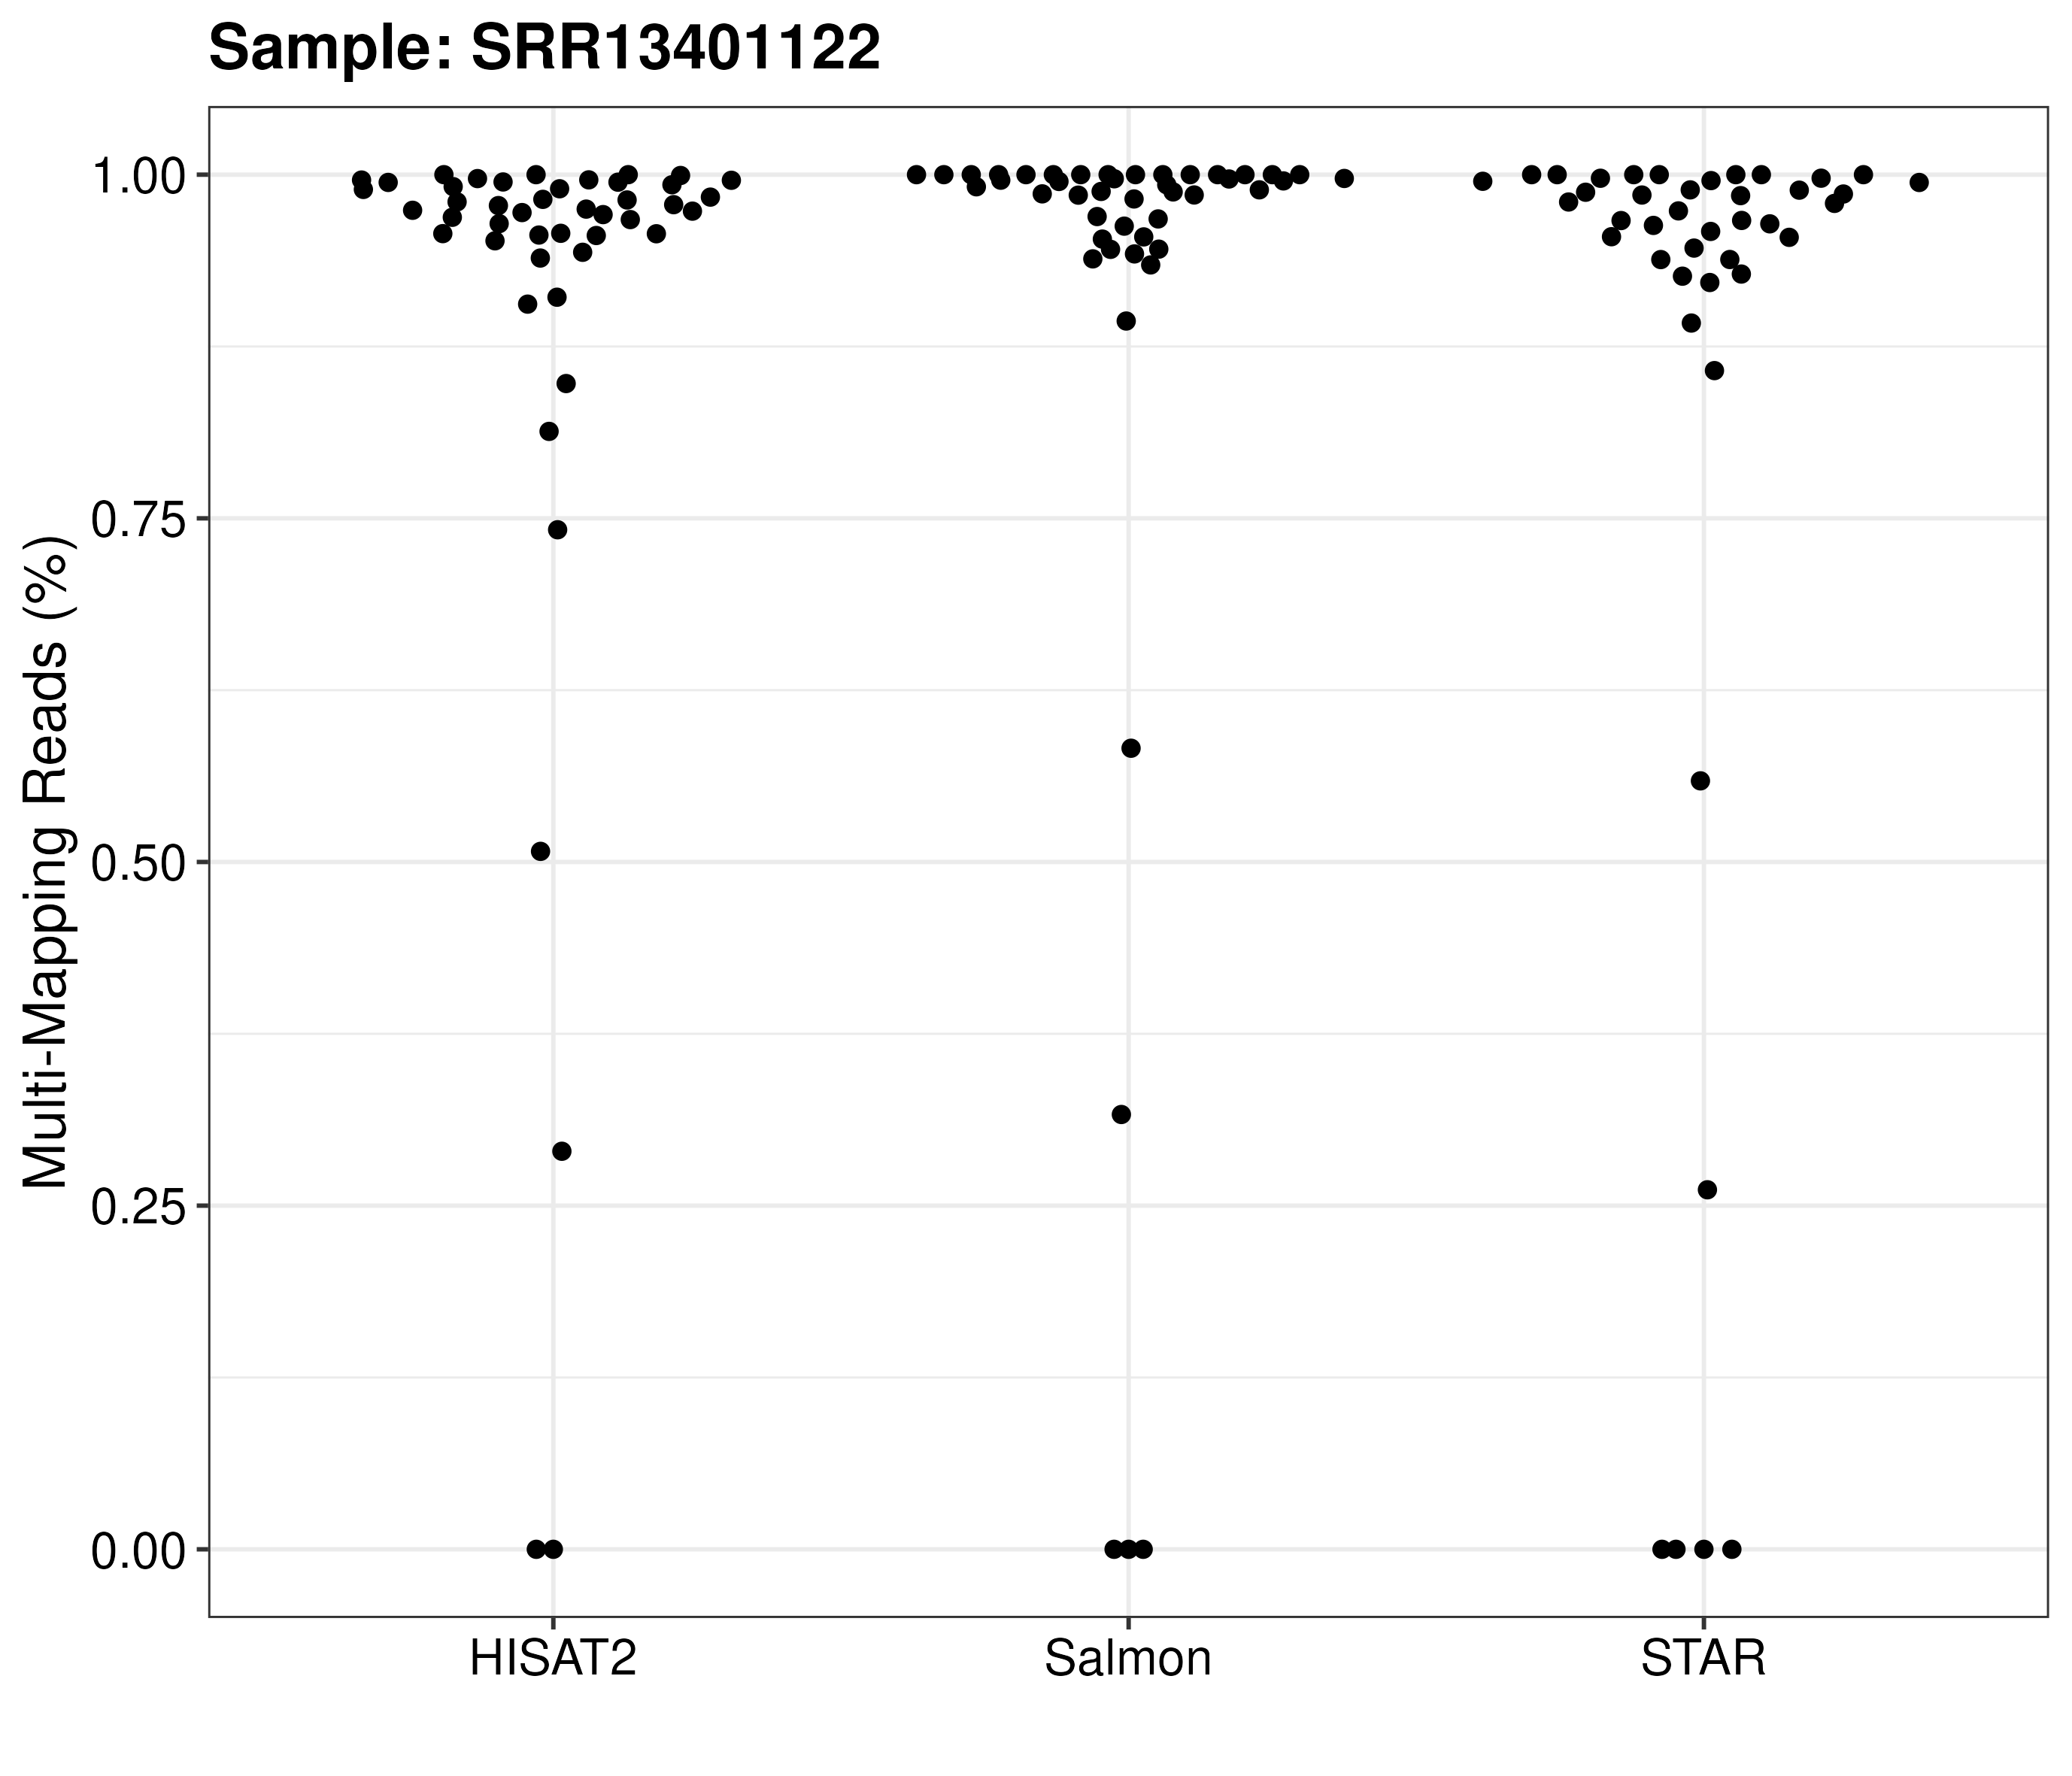 Sample: SRR13401122
Multi-Mapping Reads (%)
1.00
0.75
0.50
0.25
0.00
HISAT2
Salmon
STAR